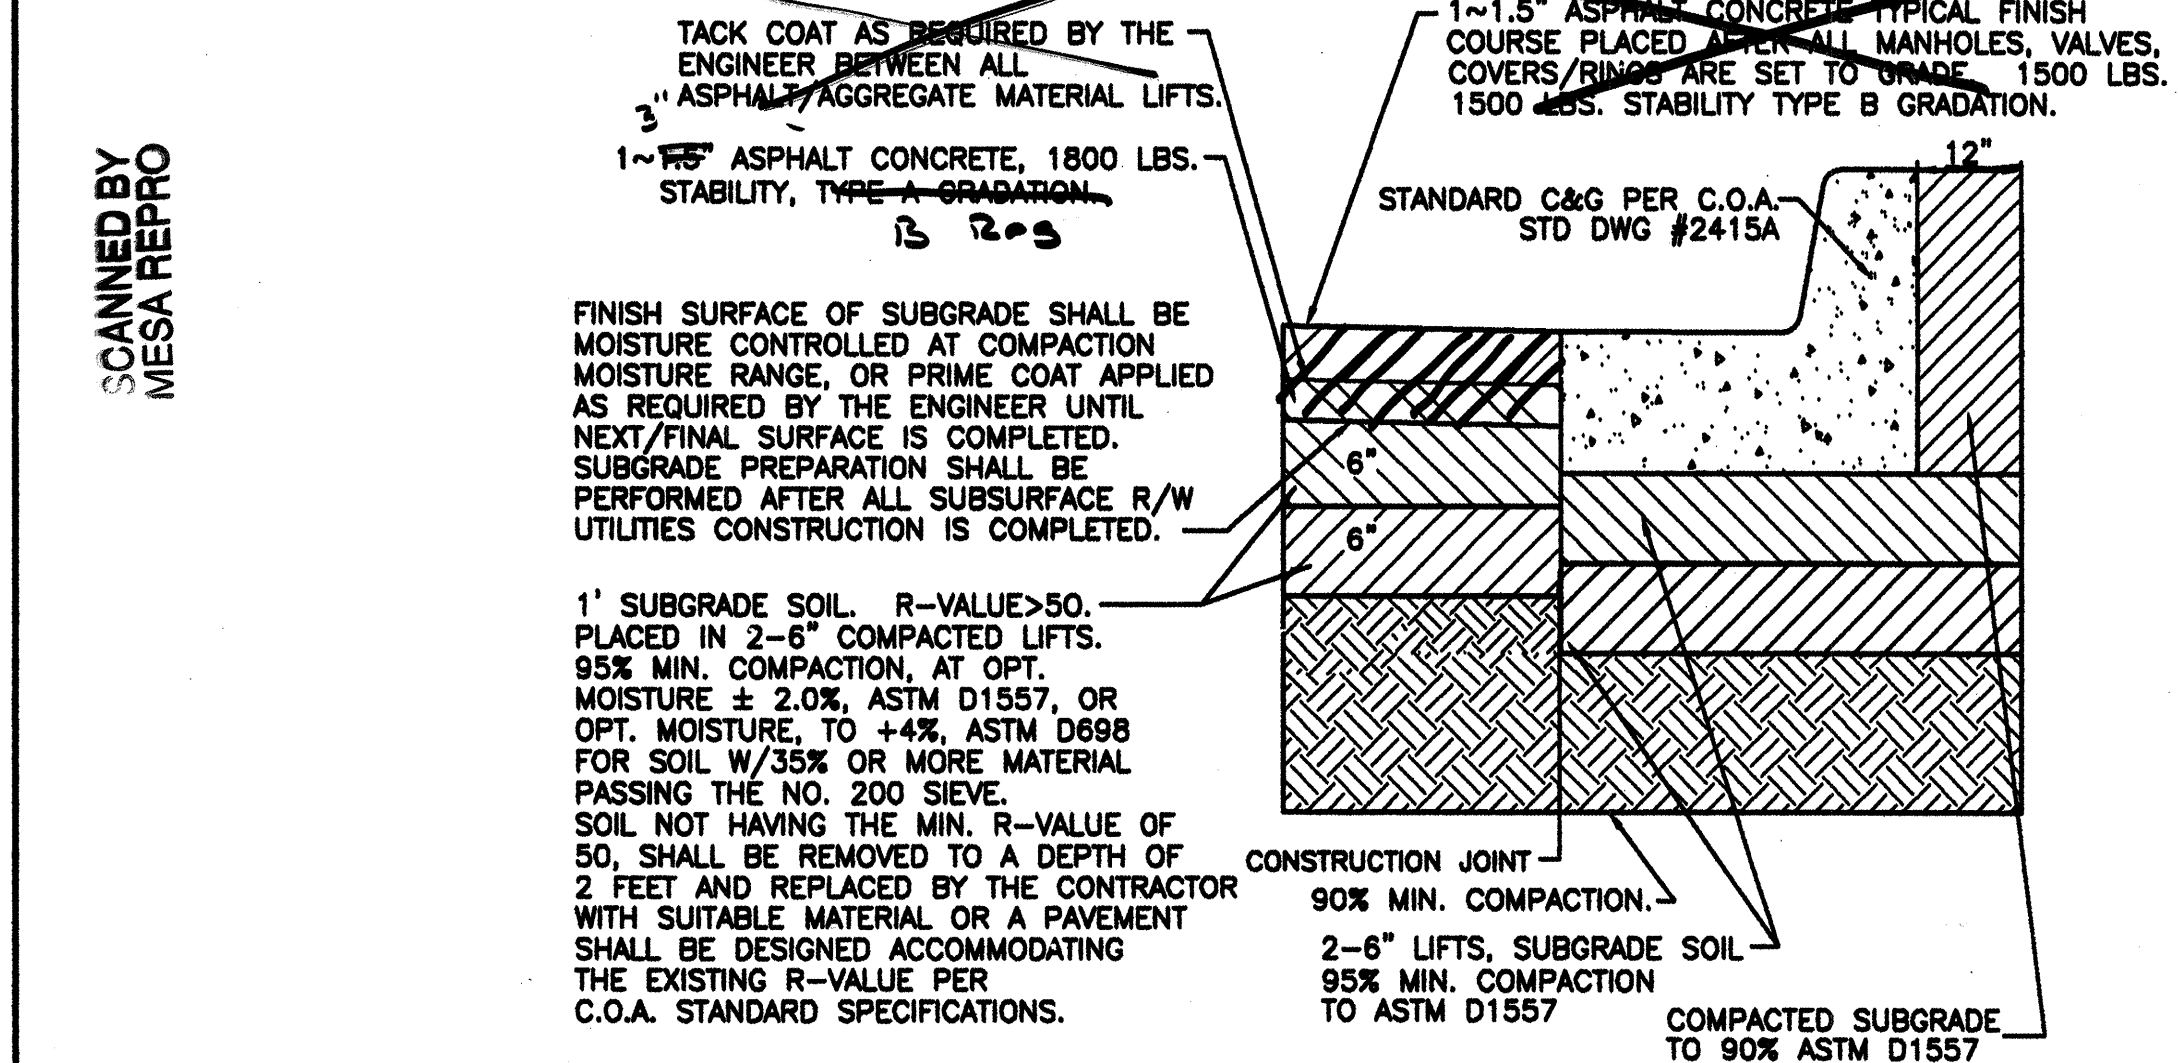 TACK COAT AS REQUIRED BY THE
ENGINEER BETWEEN ALL
ASPHALT/AGGREGATE MATERIAL LIFTS.
3"
1~1.5" ASPHALT CONCRETE, 1800 LBS.
STABILITY, TYPE A GRADATION.
B
1~1.5" ASPHALT CONCRETE TYPICAL FINISH
COURSE PLACED AFTER ALL MANHOLES, VALVES,
COVERS/RINGS ARE SET TO GRADE. 1500 LBS.
1500 LBS. STABILITY TYPE B GRADATION.
12"
STANDARD C&G PER C.O.A.
STD DWG #2415A
SCANNED BY
MESA REPRO
FINISH SURFACE OF SUBGRADE SHALL BE
MOISTURE CONTROLLED AT COMPACTION
MOISTURE RANGE, OR PRIME COAT APPLIED
AS REQUIRED BY THE ENGINEER UNTIL
NEXT/FINAL SURFACE IS COMPLETED.
SUBGRADE PREPARATION SHALL BE
PERFORMED AFTER ALL SUBSURFACE R/W
UTILITIES CONSTRUCTION IS COMPLETED.
6"
6"
1' SUBGRADE SOIL. R-VALUE>50.
PLACED IN 2-6" COMPACTED LIFTS.
95% MIN. COMPACTION, AT OPT.
MOISTURE ± 2.0%, ASTM D1557, OR
OPT. MOISTURE, TO +4%, ASTM D698
FOR SOIL W/35% OR MORE MATERIAL
PASSING THE NO. 200 SIEVE.
SOIL NOT HAVING THE MIN. R-VALUE OF
50, SHALL BE REMOVED TO A DEPTH OF
2 FEET AND REPLACED BY THE CONTRACTOR
WITH SUITABLE MATERIAL OR A PAVEMENT
SHALL BE DESIGNED ACCOMMODATING
THE EXISTING R-VALUE PER
C.O.A. STANDARD SPECIFICATIONS.
CONSTRUCTION JOINT
90% MIN. COMPACTION.
2-6" LIFTS, SUBGRADE SOIL
95% MIN. COMPACTION
TO ASTM D1557
COMPACTED SUBGRADE
TO 90% ASTM D1557